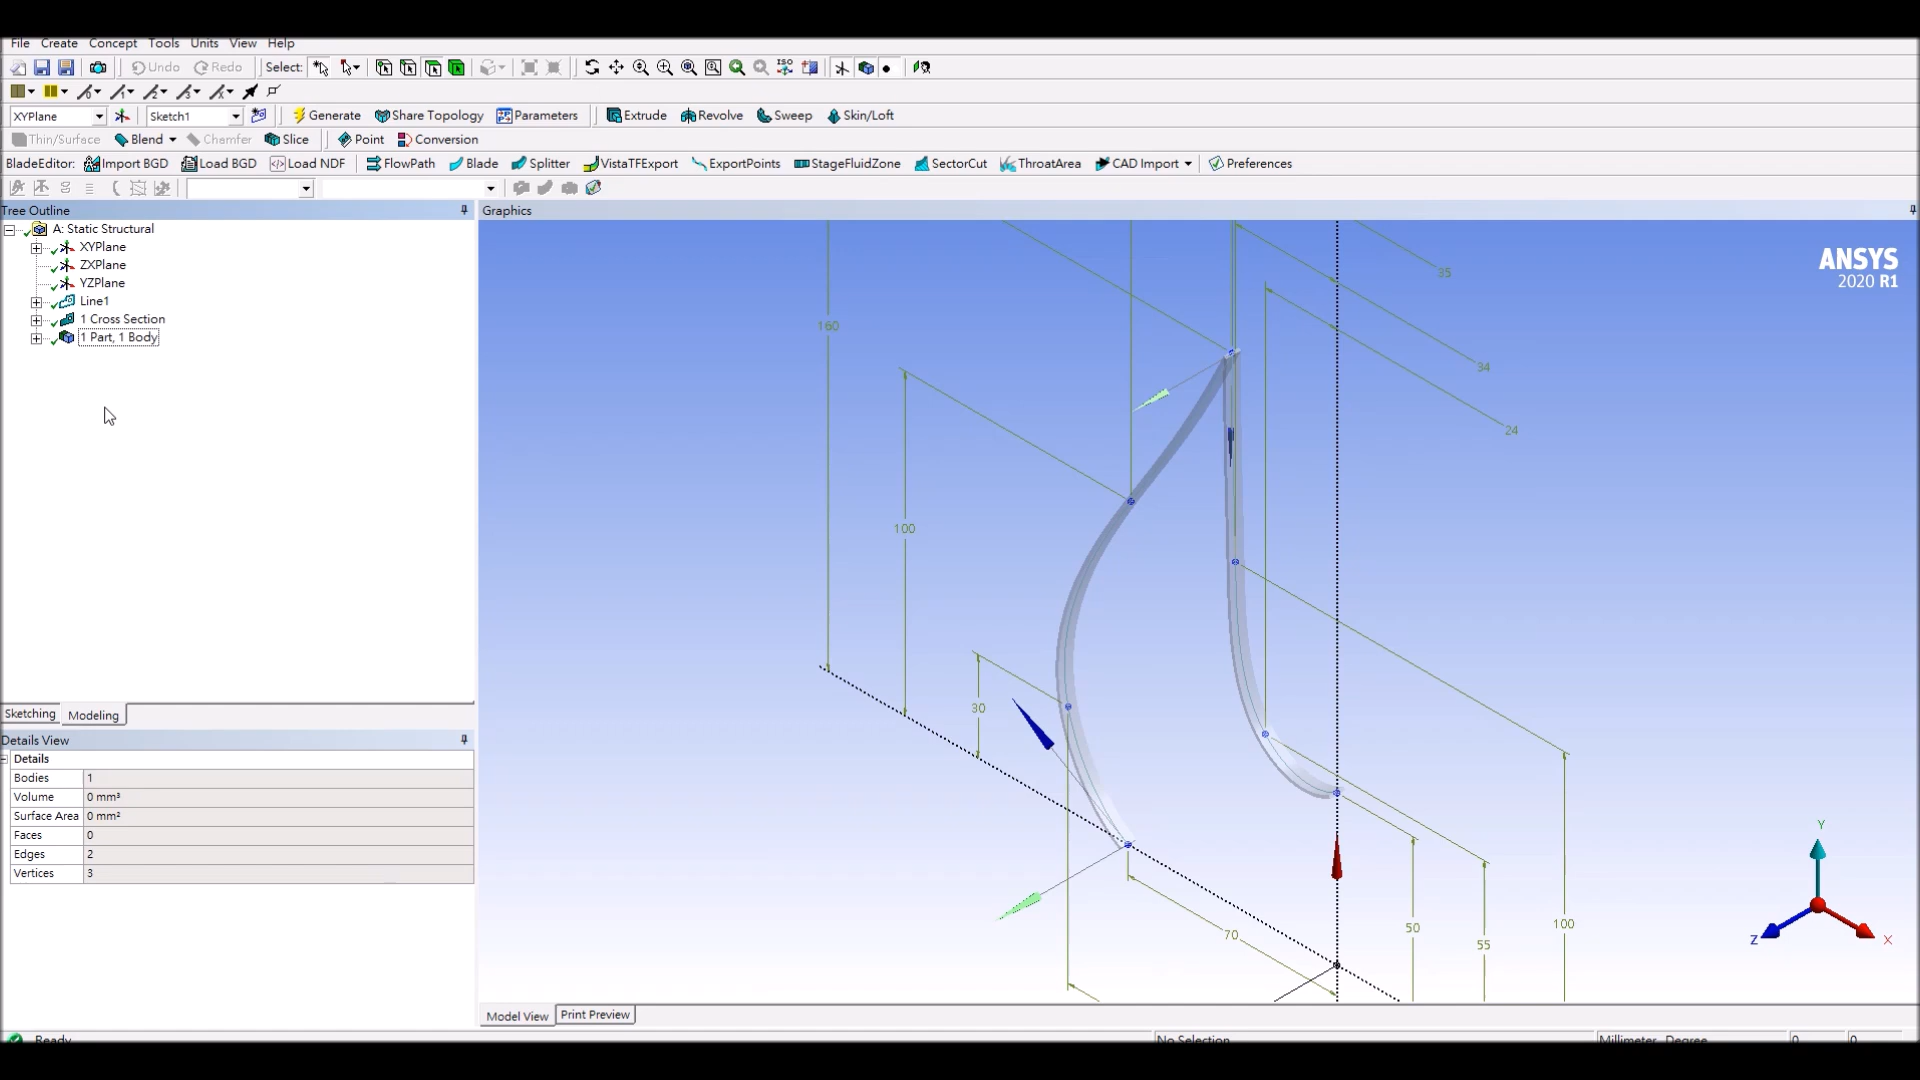 File Create Concept Tools Units View Help
Undo Redo Select: ISO
XYPlane Sketch1 Generate Share Topology Parameters Extrude Revolve Sweep Skin/Loft
Thin/Surface Blend Chamfer Slice Point Conversion
BladeEditor: Import BGD Load BGD Load NDF FlowPath Blade Splitter VistaTFExport ExportPoints StageFluidZone SectorCut ThroatArea CAD Import Preferences
Tree Outline
A: Static Structural
XYPlane
ZXPlane
YZPlane
Line1
1 Cross Section
1 Part, 1 Body
Sketching Modeling
Details View
Details
Bodies 1
Volume 0 mm³
Surface Area 0 mm²
Faces 0
Edges 2
Vertices 3
Graphics
ANSYS
2020 R1
35
160
34
24
100
30
70
50
55
100
Y
Z
X
Model View Print Preview
Ready No Selection Millimeter Degree 0 0